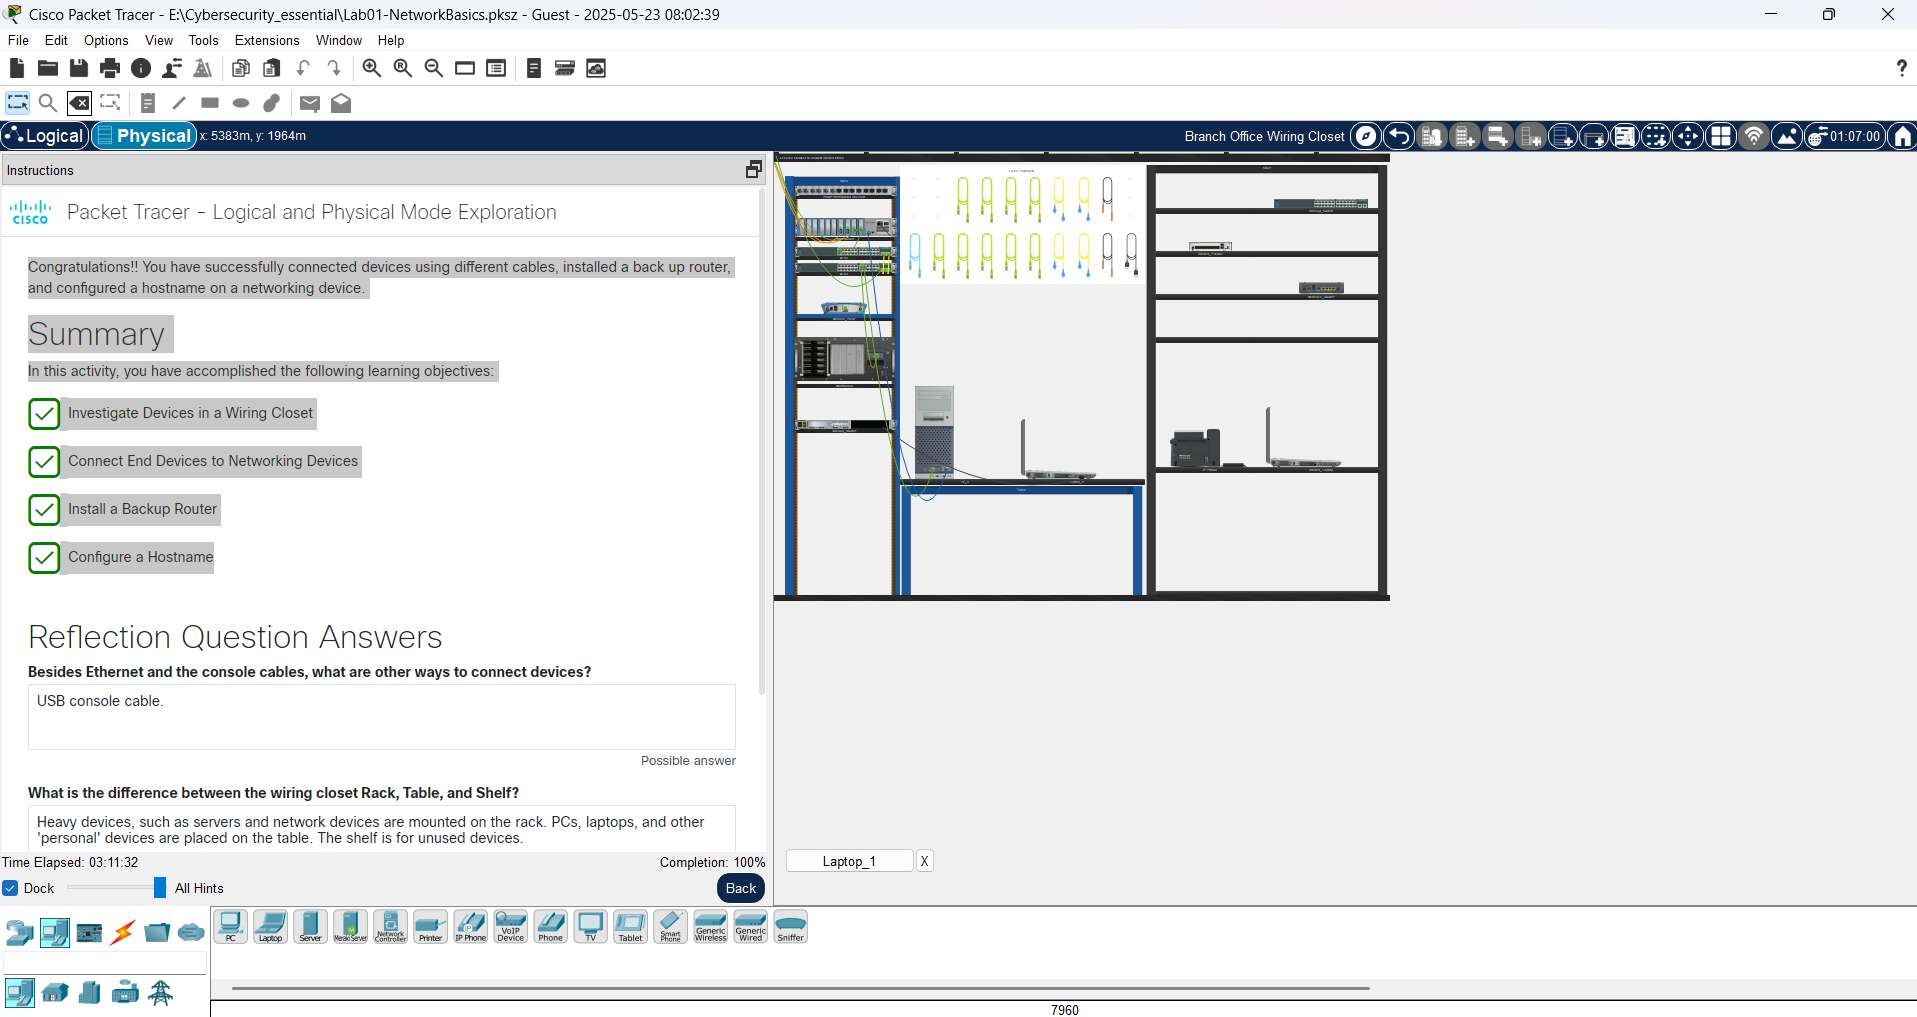 Cisco Packet Tracer - E:\Cybersecurity_essential\Lab01-NetworkBasics.pksz - Guest - 2025-05-23 08:02:39
File Edit Options View Tools Extensions Window Help
?
Logical Physical x: 5383m, y: 1964m Branch Office Wiring Closet 01:07:00
Instructions
CISCO
Packet Tracer - Logical and Physical Mode Exploration
Congratulations!! You have successfully connected devices using different cables, installed a back up router,
and configured a hostname on a networking device.
Summary
In this activity, you have accomplished the following learning objectives:
Investigate Devices in a Wiring Closet
Connect End Devices to Networking Devices
Install a Backup Router
Configure a Hostname
Reflection Question Answers
Besides Ethernet and the console cables, what are other ways to connect devices?
USB console cable.
Possible answer
What is the difference between the wiring closet Rack, Table, and Shelf?
Heavy devices, such as servers and network devices are mounted on the rack. PCs, laptops, and other
'personal' devices are placed on the table. The shelf is for unused devices.
Time Elapsed: 03:11:32 Completion: 100%
Dock All Hints Back
Laptop_1 X
PC
Laptop
Server
Meraki Server
Network Controller
Printer
IP Phone
VoIP Device
Phone
TV
Tablet
Smart Phone
Generic Wireless
Generic Wired
Sniffer
7960